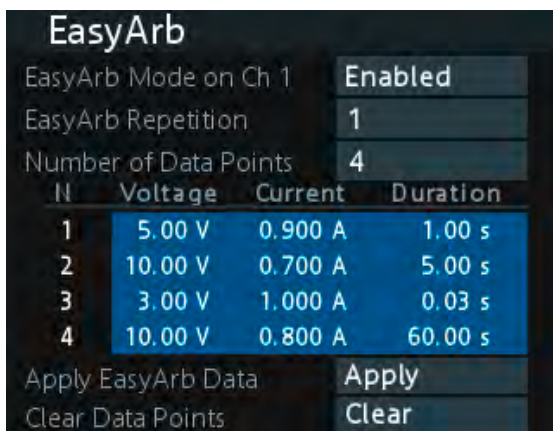 EasyArb
EasyArb Mode on Ch 1 Enabled
EasyArb Repetition 1
Number of Data Points 4
N Voltage Current Duration
1 5.00 V 0.900 A 1.00 s
2 10.00 V 0.700 A 5.00 s
3 3.00 V 1.000 A 0.03 s
4 10.00 V 0.800 A 60.00 s
Apply EasyArb Data Apply
Clear Data Points Clear